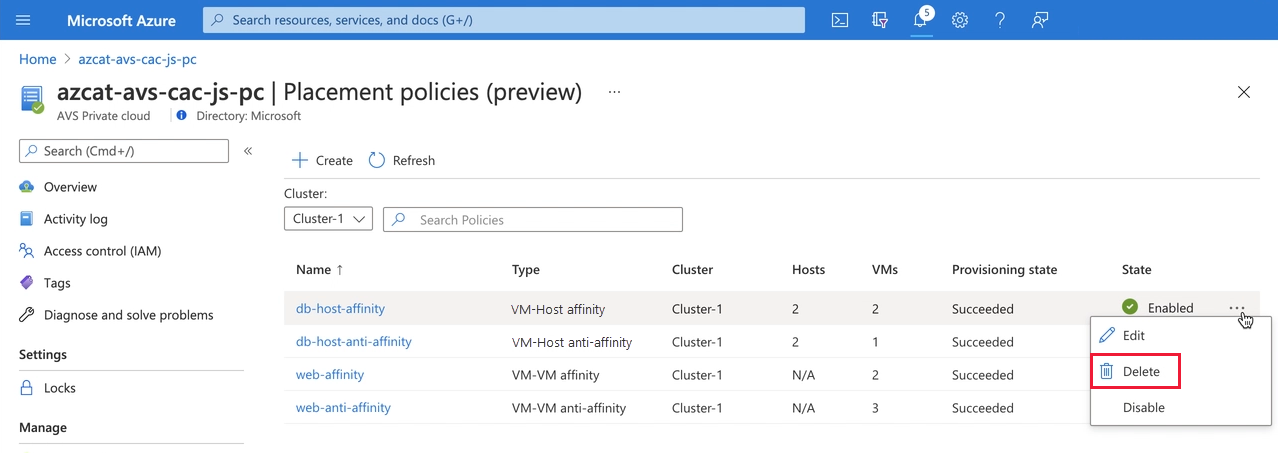 Microsoft Azure Search resources, services, and docs (G+/) 5
Home > azcat-avs-cac-js-pc
azcat-avs-cac-js-pc | Placement policies (preview) ...
AVS Private cloud Directory: Microsoft
Search (Cmd+/) «
Overview
Activity log
Access control (IAM)
Tags
Diagnose and solve problems
Settings
Locks
Manage
+ Create Refresh
Cluster:
Cluster-1 Search Policies
Name ↑ Type Cluster Hosts VMs Provisioning state State
db-host-affinity VM-Host affinity Cluster-1 2 2 Succeeded Enabled ...
db-host-anti-affinity VM-Host anti-affinity Cluster-1 2 1 Succeeded
web-affinity VM-VM affinity Cluster-1 N/A 2 Succeeded
web-anti-affinity VM-VM anti-affinity Cluster-1 N/A 3 Succeeded
Edit
Delete
Disable